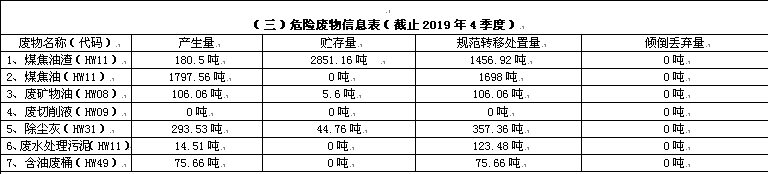 （三）危险废物信息表（截止 2019 年 4 季度）
废物名称（代码） 产生量 贮存量 规范转移处置量 倾倒丢弃量
1、煤焦油渣（HW11） 180.5 吨 2851.16 吨 1456.92 吨 0 吨
2、煤焦油（HW11） 1797.56 吨 0 吨 1698 吨 0 吨
3、废矿物油（HW08） 106.06 吨 5.6 吨 106.06 吨 0 吨
4、废切削液（HW09） 0 吨 0 吨 0 吨 0 吨
5、除尘灰（HW31） 293.53 吨 44.76 吨 357.36 吨 0 吨
6、废水处理污泥（HW11） 14.51 吨 0 吨 123.48 吨 0 吨
7、含油废桶（HW49） 75.66 吨 0 吨 75.66 吨 0 吨